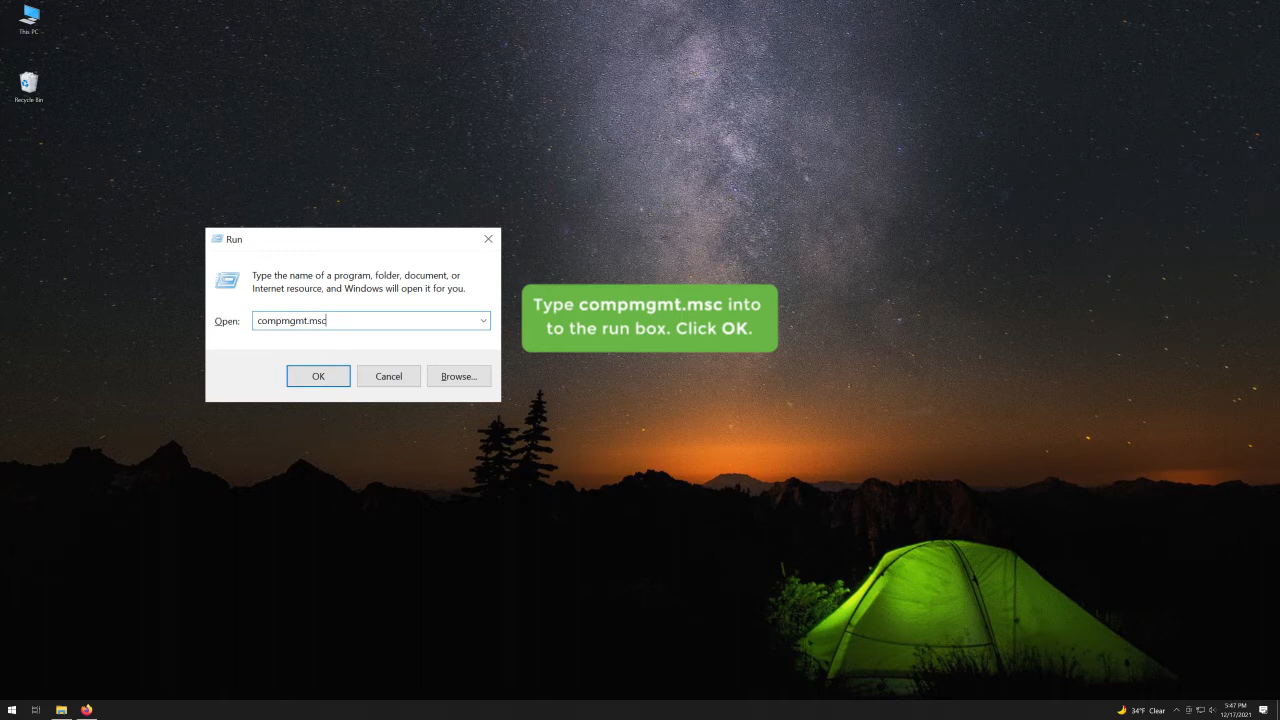 This PC
Recycle Bin
Run
Type the name of a program, folder, document, or
Internet resource, and Windows will open it for you.
Open:
compmgmt.msc
OK
Cancel
Browse...
Type compmgmt.msc into
to the run box. Click OK.
34°F Clear
5:47 PM
12/17/2021